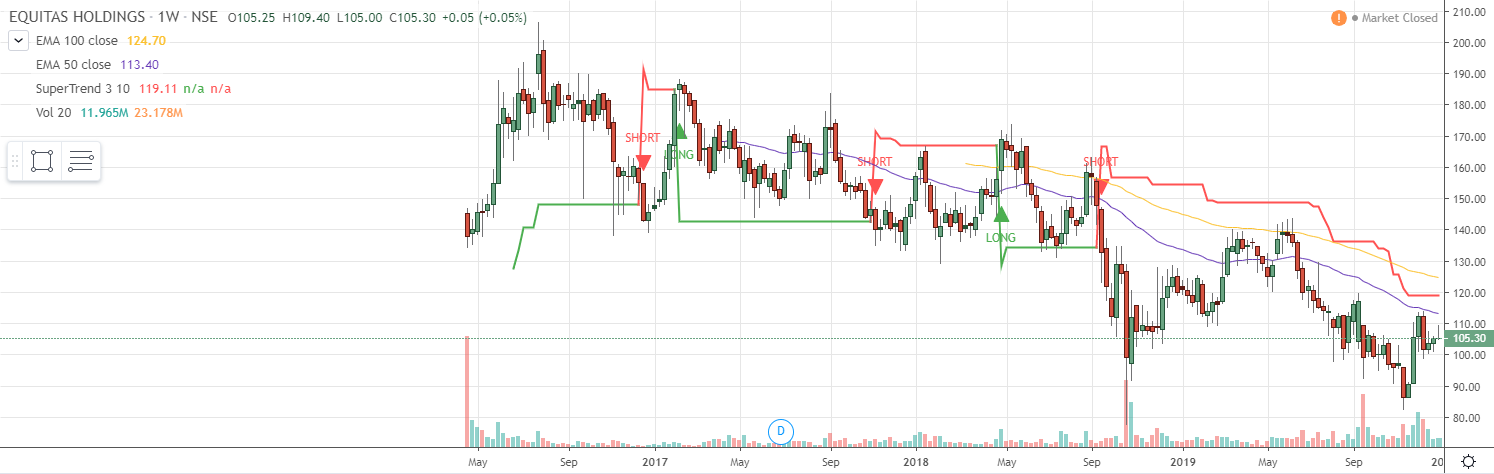 EQUITAS HOLDINGS · 1W · NSE O105.25 H109.40 L105.00 C105.30 +0.05 (+0.05%)
! Market Closed
EMA 100 close 124.70
EMA 50 close 113.40
SuperTrend 3 10 119.11 n/a n/a
Vol 20 11.965M 23.178M
210.00
200.00
190.00
180.00
170.00
160.00
150.00
140.00
130.00
120.00
110.00
105.30
100.00
90.00
80.00
SHORT
LONG
SHORT
LONG
SHORT
D
May Sep 2017 May Sep 2018 May Sep 2019 May Sep 20